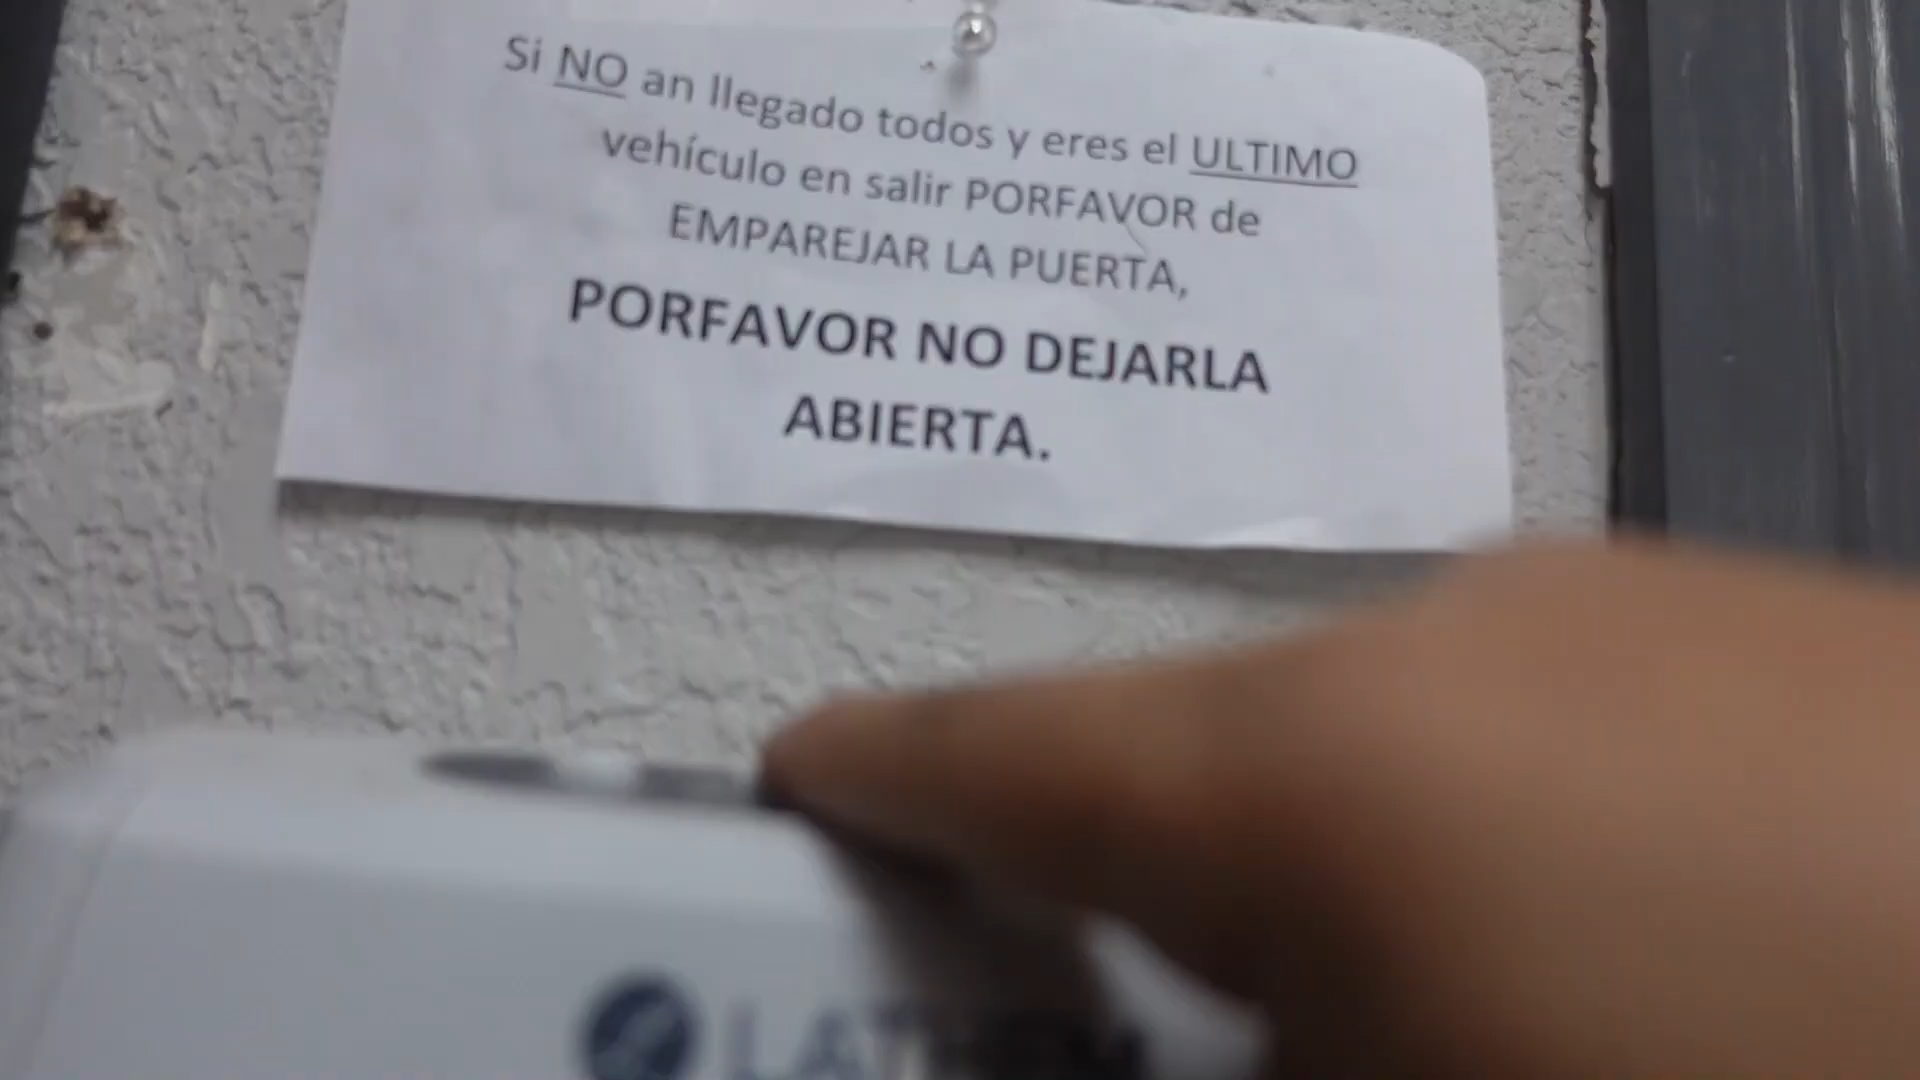 Si NO an llegado todos y eres el ULTIMO
vehículo en salir PORFAVOR de
EMPAREJAR LA PUERTA,
PORFAVOR NO DEJARLA
ABIERTA.